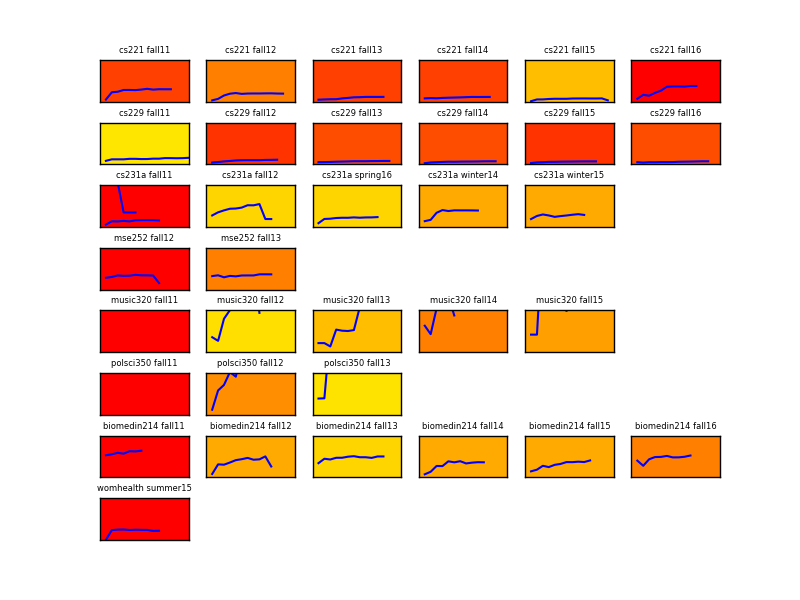 cs221 fall11 cs221 fall12 cs221 fall13 cs221 fall14 cs221 fall15 cs221 fall16
cs229 fall11 cs229 fall12 cs229 fall13 cs229 fall14 cs229 fall15 cs229 fall16
cs231a fall11 cs231a fall12 cs231a spring16 cs231a winter14 cs231a winter15
mse252 fall12 mse252 fall13
music320 fall11 music320 fall12 music320 fall13 music320 fall14 music320 fall15
polsci350 fall11 polsci350 fall12 polsci350 fall13
biomedin214 fall11 biomedin214 fall12 biomedin214 fall13 biomedin214 fall14 biomedin214 fall15 biomedin214 fall16
womhealth summer15